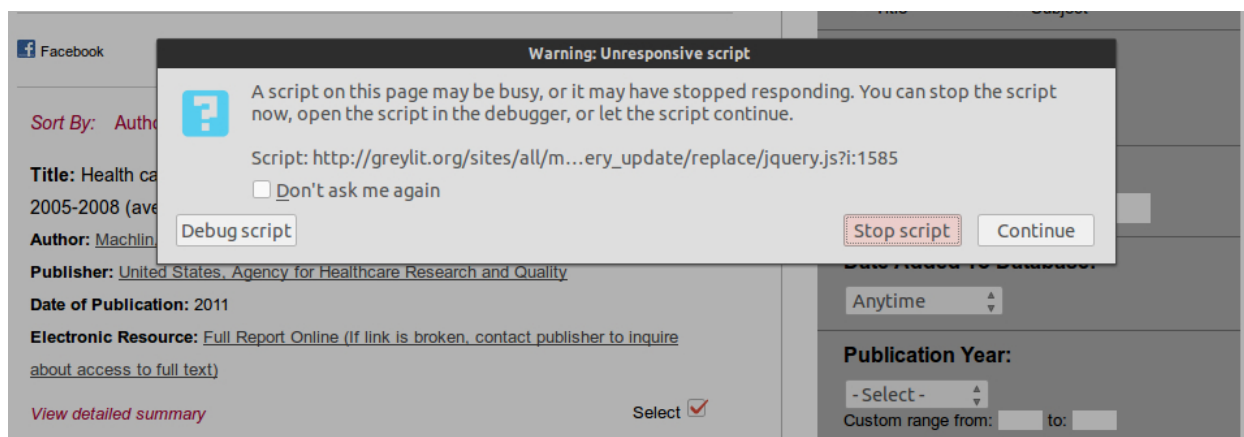 Facebook
Warning: Unresponsive script
A script on this page may be busy, or it may have stopped responding. You can stop the script
now, open the script in the debugger, or let the script continue.
Script: http://greylit.org/sites/all/m...ery_update/replace/jquery.js?i:1585
Don't ask me again
Debug script
Stop script
Continue
Sort By: Autho
Title: Health ca
2005-2008 (ave
Author: Machlin,
Publisher: United States, Agency for Healthcare Research and Quality
Date of Publication: 2011
Electronic Resource: Full Report Online (If link is broken, contact publisher to inquire
about access to full text)
View detailed summary
Select
Date Added To Database:
Anytime
Publication Year:
- Select -
Custom range from: to: